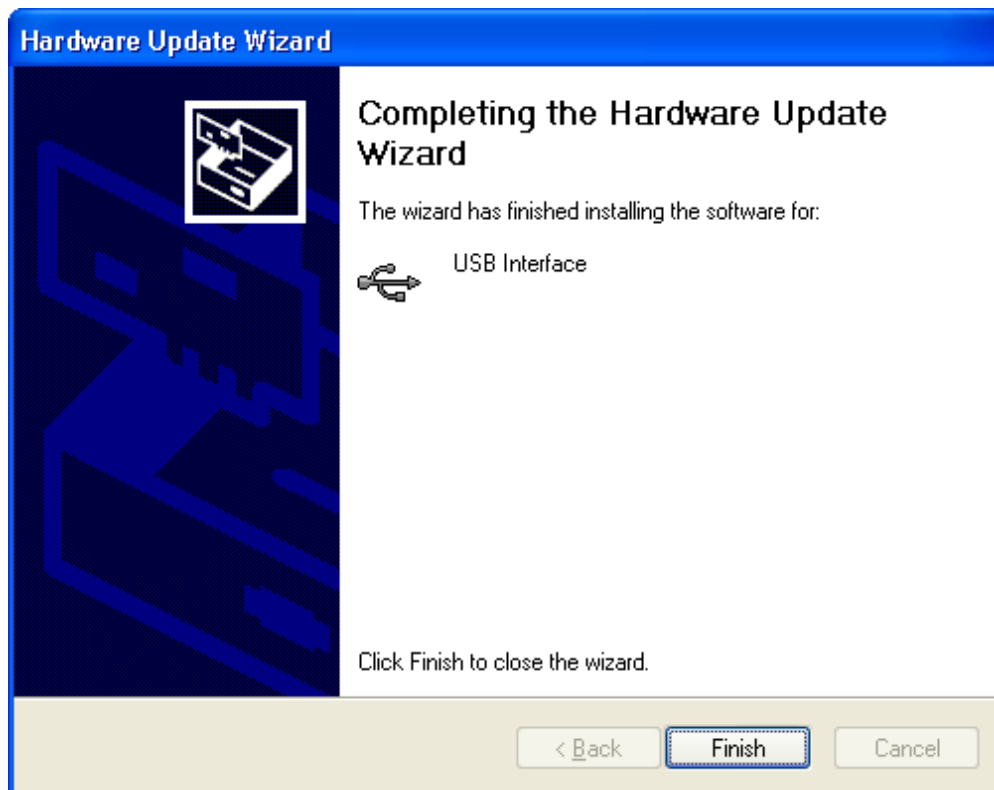 Hardware Update Wizard
Completing the Hardware Update
Wizard
The wizard has finished installing the software for:
USB Interface
Click Finish to close the wizard.
< Back
Finish
Cancel